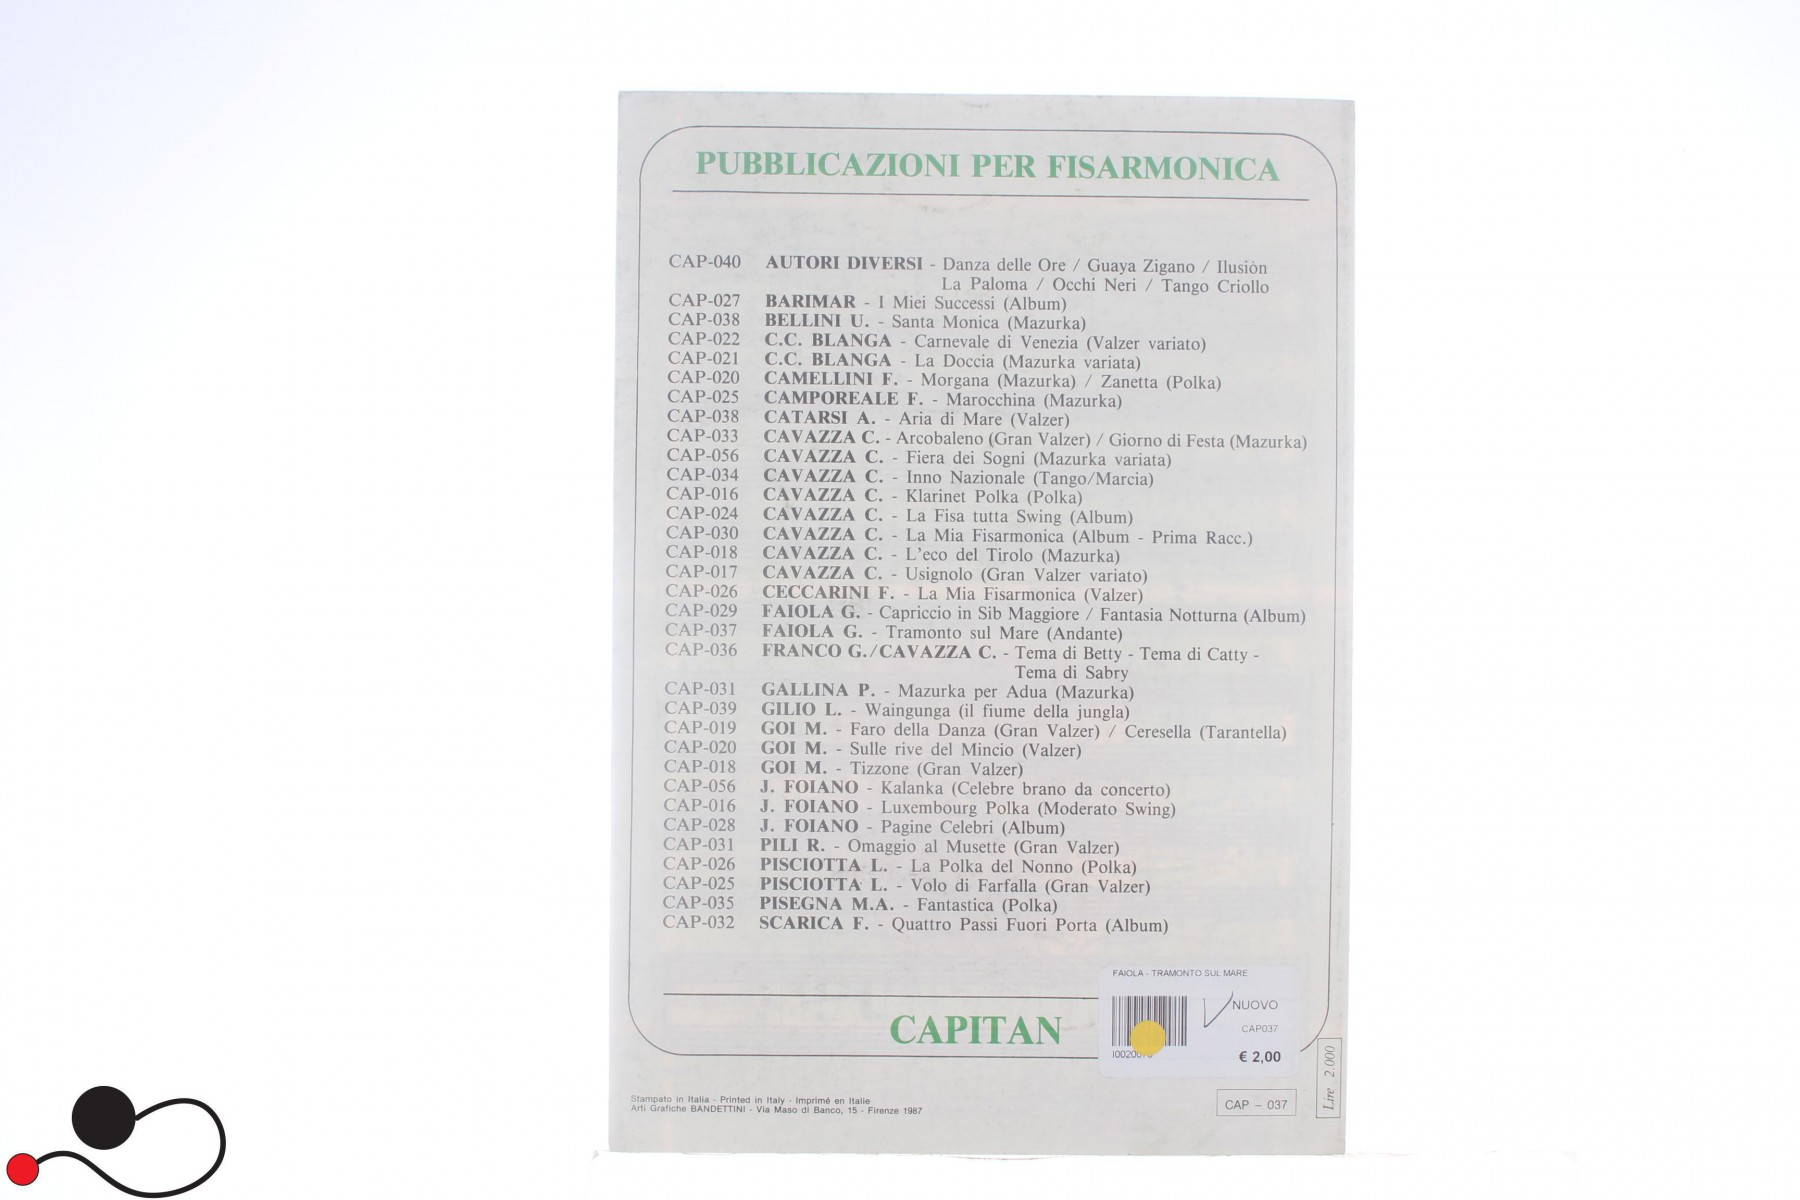 PUBBLICAZIONI PER FISARMONICA
CAP-040 AUTORI DIVERSI - Danza delle Ore / Guaya Zigano / Ilusiòn
La Paloma / Occhi Neri / Tango Criollo
CAP-027 BARIMAR - I Miei Successi (Album)
CAP-038 BELLINI U. - Santa Monica (Mazurka)
CAP-022 C.C. BLANGA - Carnevale di Venezia (Valzer variato)
CAP-021 C.C. BLANGA - La Doccia (Mazurka variata)
CAP-020 CAMELLINI F. - Morgana (Mazurka) / Zanetta (Polka)
CAP-025 CAMPOREALE F. - Marocchina (Mazurka)
CAP-038 CATARSI A. - Aria di Mare (Valzer)
CAP-033 CAVAZZA C. - Arcobaleno (Gran Valzer) / Giorno di Festa (Mazurka)
CAP-056 CAVAZZA C. - Fiera dei Sogni (Mazurka variata)
CAP-034 CAVAZZA C. - Inno Nazionale (Tango/Marcia)
CAP-016 CAVAZZA C. - Klarinet Polka (Polka)
CAP-024 CAVAZZA C. - La Fisa tutta Swing (Album)
CAP-030 CAVAZZA C. - La Mia Fisarmonica (Album - Prima Racc.)
CAP-018 CAVAZZA C. - L'eco del Tirolo (Mazurka)
CAP-017 CAVAZZA C. - Usignolo (Gran Valzer variato)
CAP-026 CECCARINI F. - La Mia Fisarmonica (Valzer)
CAP-029 FAIOLA G. - Capriccio in Sib Maggiore / Fantasia Notturna (Album)
CAP-037 FAIOLA G. - Tramonto sul Mare (Andante)
CAP-036 FRANCO G./CAVAZZA C. - Tema di Betty - Tema di Catty -
Tema di Sabry
CAP-031 GALLINA P. - Mazurka per Adua (Mazurka)
CAP-039 GILIO L. - Waingunga (il fiume della jungla)
CAP-019 GOI M. - Faro della Danza (Gran Valzer) / Ceresella (Tarantella)
CAP-020 GOI M. - Sulle rive del Mincio (Valzer)
CAP-018 GOI M. - Tizzone (Gran Valzer)
CAP-056 J. FOIANO - Kalanka (Celebre brano da concerto)
CAP-016 J. FOIANO - Luxembourg Polka (Moderato Swing)
CAP-028 J. FOIANO - Pagine Celebri (Album)
CAP-031 PILI R. - Omaggio al Musette (Gran Valzer)
CAP-026 PISCIOTTA L. - La Polka del Nonno (Polka)
CAP-025 PISCIOTTA L. - Volo di Farfalla (Gran Valzer)
CAP-035 PISEGNA M.A. - Fantastica (Polka)
CAP-032 SCARICA F. - Quattro Passi Fuori Porta (Album)
FAIOLA - TRAMONTO SUL MARE
NUOVO
CAP037
€ 2,00
CAPITAN
Lire 2.000
Stampato in Italia - Printed in Italy - Imprimé en Italie
Arti Grafiche BANDETTINI - Via Maso di Banco, 15 - Firenze 1987
CAP - 037